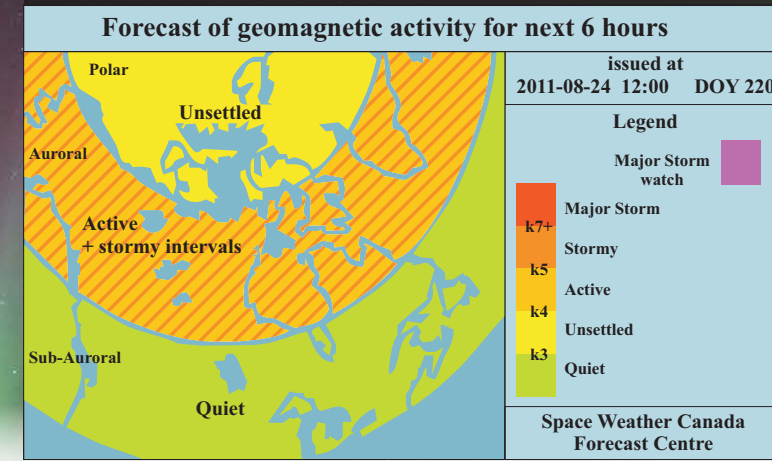 Forecast of geomagnetic activity for next 6 hours
Polar
Unsettled
Auroral
Active
+ stormy intervals
Sub-Auroral
Quiet
issued at
2011-08-24 12:00 DOY 220
Legend
Major Storm
watch
Major Storm
k7+
Stormy
k5
Active
k4
Unsettled
k3
Quiet
Space Weather Canada
Forecast Centre